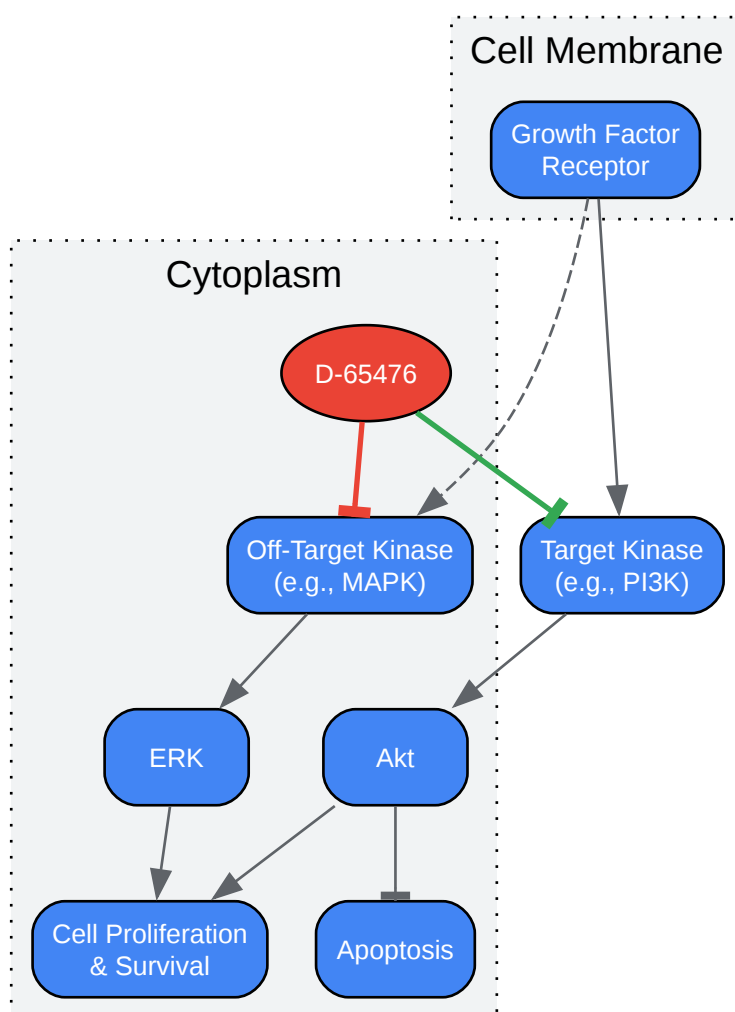 Cell Membrane
Growth Factor
Receptor
Cytoplasm
D-65476
Off-Target Kinase
(e.g., MAPK)
Target Kinase
(e.g., PI3K)
ERK
Akt
Cell Proliferation
& Survival
Apoptosis